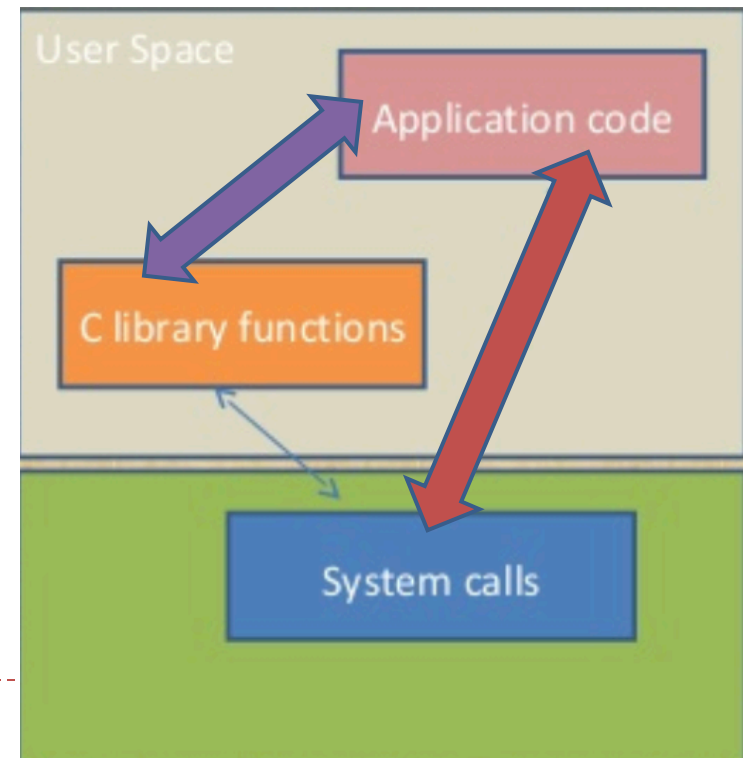 User Space
Application code
C library functions
System calls